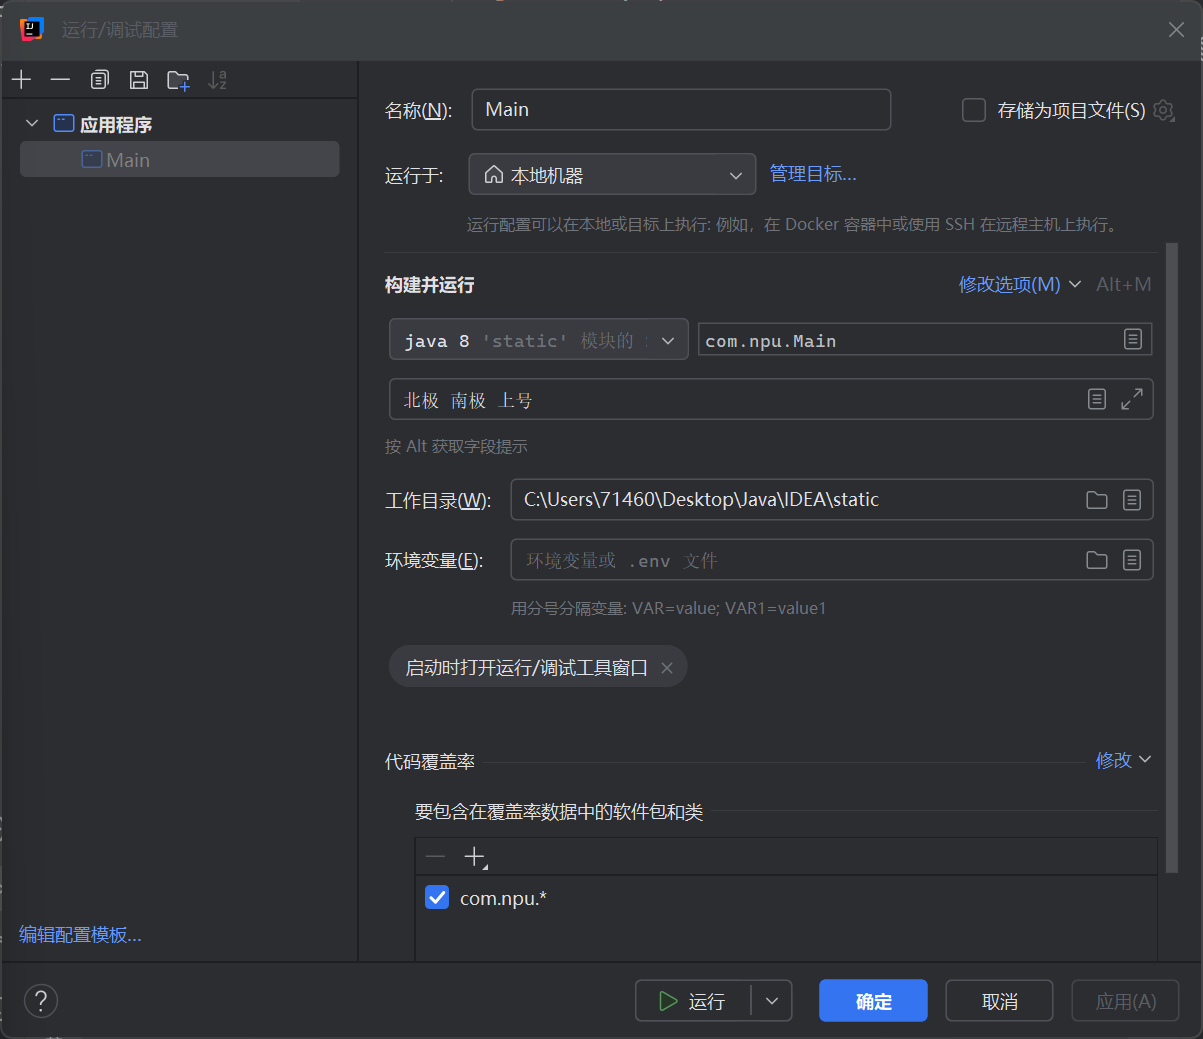 运行/调试配置
应用程序
Main
编辑配置模板...
名称(N):
Main
存储为项目文件(S)
运行于:
本地机器
管理目标...
运行配置可以在本地或目标上执行: 例如，在 Docker 容器中或使用 SSH 在远程主机上执行。
构建并运行
修改选项(M)
Alt+M
java 8 'static' 模块的
com.npu.Main
北极 南极 上号
按 Alt 获取字段提示
工作目录(W):
C:\Users\71460\Desktop\Java\IDEA\static
环境变量(E):
环境变量或 .env 文件
用分号分隔变量: VAR=value; VAR1=value1
启动时打开运行/调试工具窗口
代码覆盖率
修改
要包含在覆盖率数据中的软件包和类
com.npu.*
?
运行
确定
取消
应用(A)